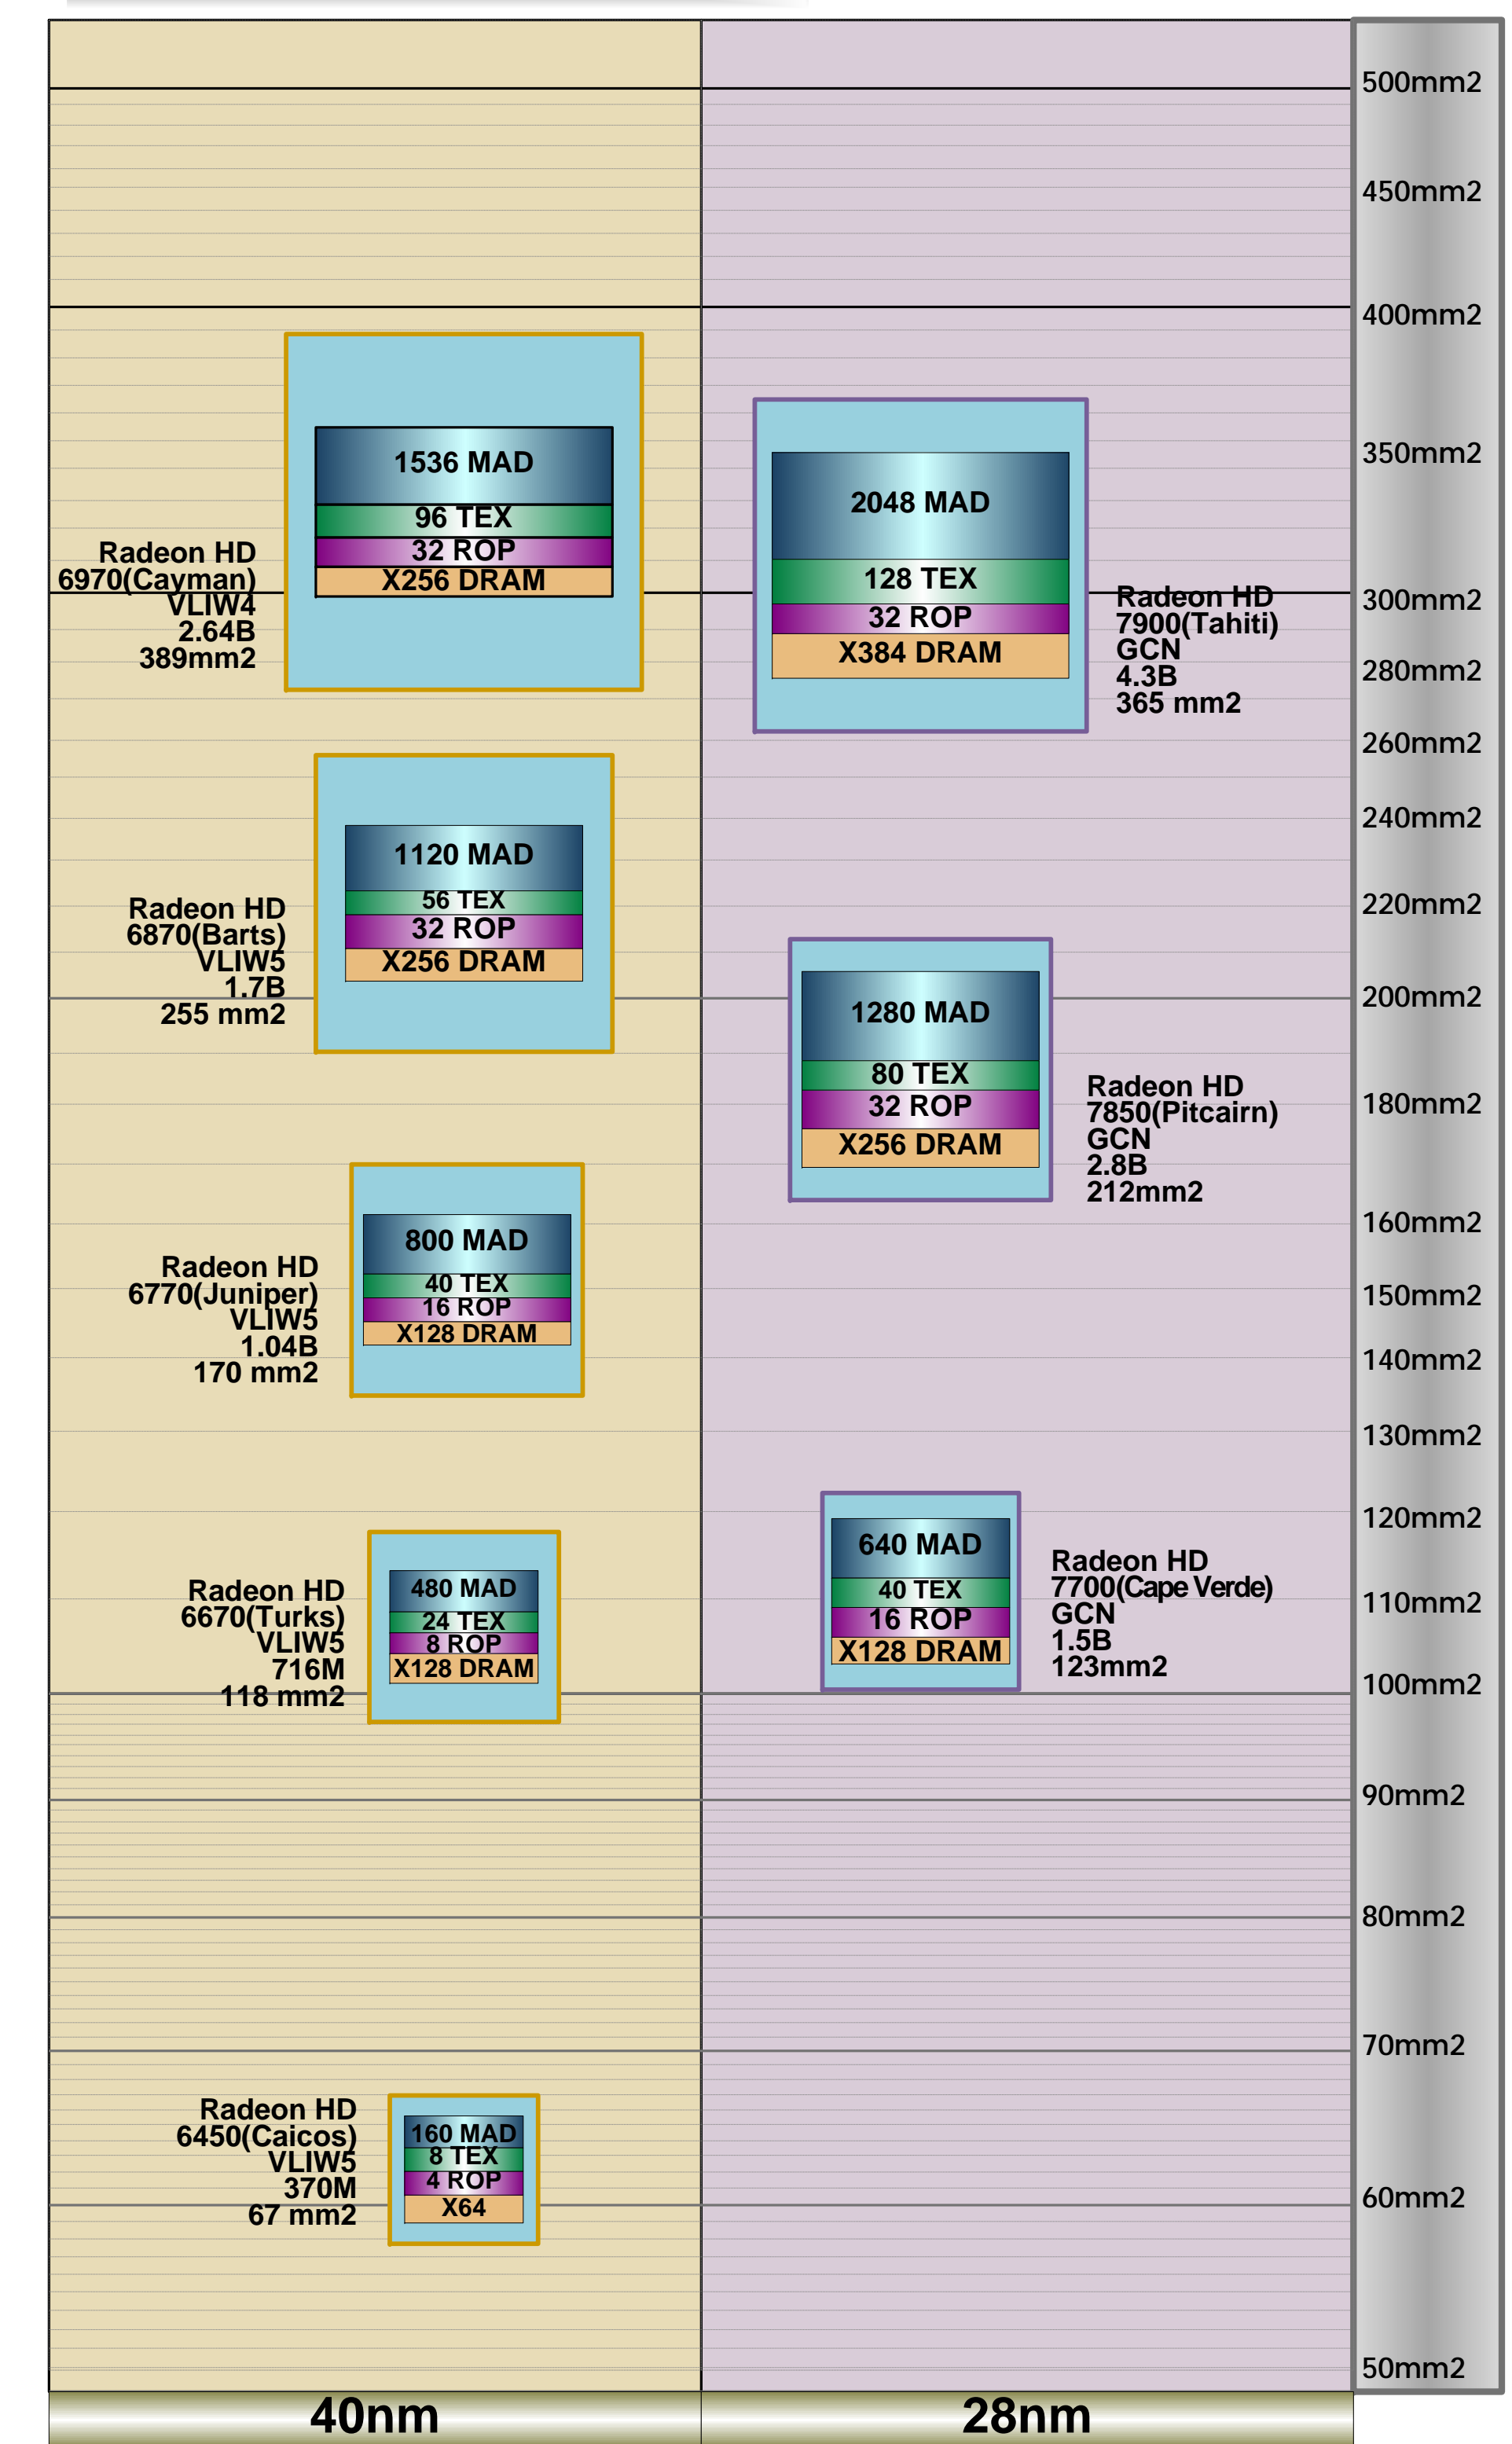 500mm2
450mm2
400mm2
1536 MAD
96 TEX
32 ROP
X256 DRAM
Radeon HD
6970(Cayman)
VLIW4
2.64B
389mm2
2048 MAD
128 TEX
32 ROP
X384 DRAM
Radeon HD
7900(Tahiti)
GCN
4.3B
365 mm2
350mm2
300mm2
280mm2
260mm2
1120 MAD
56 TEX
32 ROP
X256 DRAM
Radeon HD
6870(Barts)
VLIW5
1.7B
255 mm2
240mm2
220mm2
200mm2
1280 MAD
80 TEX
32 ROP
X256 DRAM
Radeon HD
7850(Pitcairn)
GCN
2.8B
212mm2
180mm2
160mm2
800 MAD
40 TEX
16 ROP
X128 DRAM
Radeon HD
6770(Juniper)
VLIW5
1.04B
170 mm2
150mm2
140mm2
130mm2
120mm2
480 MAD
24 TEX
8 ROP
X128 DRAM
Radeon HD
6670(Turks)
VLIW5
716M
118 mm2
640 MAD
40 TEX
16 ROP
X128 DRAM
Radeon HD
7700(Cape Verde)
GCN
1.5B
123mm2
110mm2
100mm2
90mm2
80mm2
70mm2
Radeon HD
6450(Caicos)
VLIW5
370M
67 mm2
160 MAD
8 TEX
4 ROP
X64
60mm2
50mm2
40nm
28nm